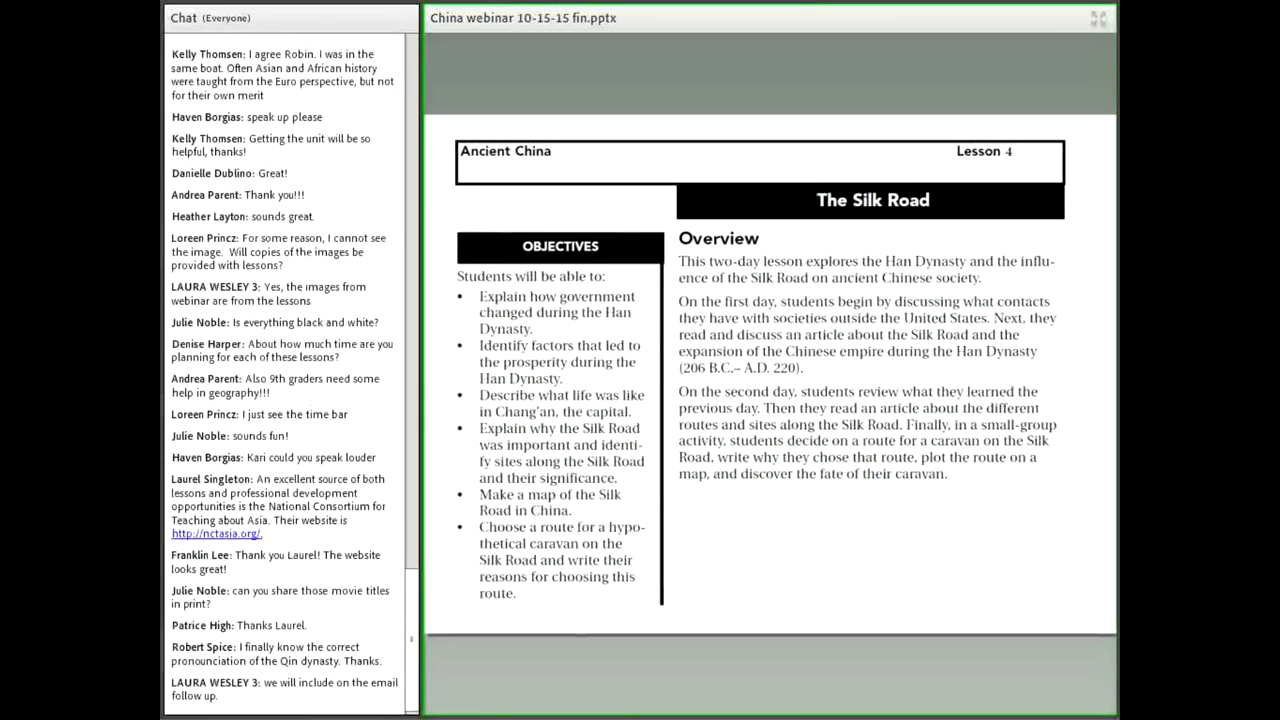 Chat (Everyone)
Kelly Thomsen: I agree Robin. I was in the
same boat. Often Asian and African history
were taught from the Euro perspective, but not
for their own merit
Haven Borgias: speak up please
Kelly Thomsen: Getting the unit will be so
helpful, thanks!
Danielle Dublino: Great!
Andrea Parent: Thank you!!!
Heather Layton: sounds great.
Loreen Princz: For some reason, I cannot see
the image. Will copies of the images be
provided with lessons?
LAURA WESLEY 3: Yes, the images from
webinar are from the lessons
Julie Noble: Is everything black and white?
Denise Harper: About how much time are you
planning for each of these lessons?
Andrea Parent: Also 9th graders need some
help in geography!!!
Loreen Princz: I just see the time bar
Julie Noble: sounds fun!
Haven Borgias: Kari could you speak louder
Laurel Singleton: An excellent source of both
lessons and professional development
opportunities is the National Consortium for
Teaching about Asia. Their website is
http://nctasia.org/.
Franklin Lee: Thank you Laurel! The website
looks great!
Julie Noble: can you share those movie titles
in print?
Patrice High: Thanks Laurel.
Robert Spice: I finally know the correct
pronounciation of the Qin dynasty. Thanks.
LAURA WESLEY 3: we will include on the email
follow up.
China webinar 10-15-15 fin.pptx
Ancient China Lesson 4
The Silk Road
OBJECTIVES
Students will be able to:
• Explain how government
changed during the Han
Dynasty.
• Identify factors that led to
the prosperity during the
Han Dynasty.
• Describe what life was like
in Chang'an, the capital.
• Explain why the Silk Road
was important and identi-
fy sites along the Silk Road
and their significance.
• Make a map of the Silk
Road in China.
• Choose a route for a hypo-
thetical caravan on the
Silk Road and write their
reasons for choosing this
route.
Overview
This two-day lesson explores the Han Dynasty and the influ-
ence of the Silk Road on ancient Chinese society.
On the first day, students begin by discussing what contacts
they have with societies outside the United States. Next, they
read and discuss an article about the Silk Road and the
expansion of the Chinese empire during the Han Dynasty
(206 B.C.– A.D. 220).
On the second day, students review what they learned the
previous day. Then they read an article about the different
routes and sites along the Silk Road. Finally, in a small-group
activity, students decide on a route for a caravan on the Silk
Road, write why they chose that route, plot the route on a
map, and discover the fate of their caravan.